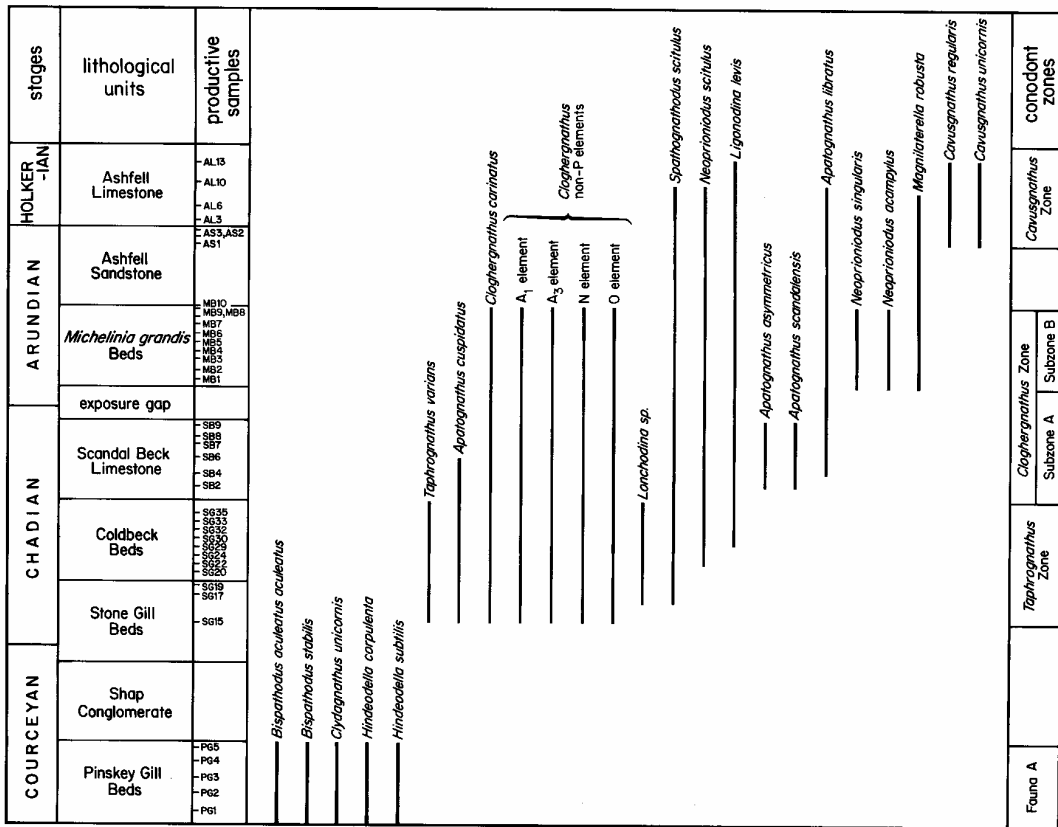 stages
lithological
units
productive
samples
conodont
zones
HOLKER
-IAN
ARUNDIAN
CHADIAN
COURCEYAN
Ashfell
Limestone
Ashfell
Sandstone
Michelinia grandis
Beds
exposure gap
Scandal Beck
Limestone
Coldbeck
Beds
Stone Gill
Beds
Shap
Conglomerate
Pinskey Gill
Beds
AL13
AL10
AL6
AL3
AS3,AS2
AS1
MB10
MB9,MB8
MB7
MB6
MB5
MB4
MB3
MB2
MB1
SB9
SB8
SB7
SB6
SB4
SB2
SG35
SG33
SG32
SG30
SG29
SG24
SG22
SG20
SG19
SG17
SG15
PG5
PG4
PG3
PG2
PG1
Bispathodus aculeatus aculeatus
Bispathodus stabilis
Clydagnathus unicornis
Hindeodella corpulenta
Hindeodella subtilis
Taphrognathus varians
Apatognathus cuspidatus
Cloghergnathus carinatus
Cloghergnathus
non-P elements
A1 element
A3 element
N element
O element
Lonchodina sp.
Spathognathodus scitulus
Neoprioniodus scitulus
Ligonodina levis
Apatognathus asymmetricus
Apatognathus scandalensis
Apatognathus libratus
Neoprioniodus singularis
Neoprioniodus acampylus
Magnilaterella robusta
Cavusgnathus regularis
Cavusgnathus unicornis
Cavusgnathus
Zone
Cloghergnathus Zone
Subzone B
Subzone A
Taphrognathus
Zone
Fauna A